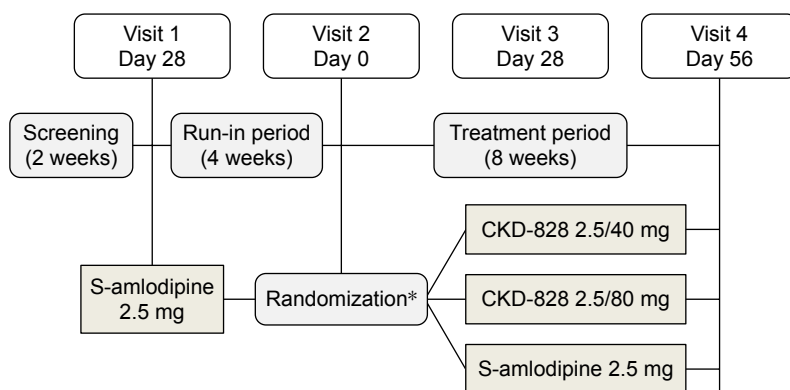 Visit 1
Day 28
Visit 2
Day 0
Visit 3
Day 28
Visit 4
Day 56
Screening
(2 weeks)
Run-in period
(4 weeks)
Treatment period
(8 weeks)
CKD-828 2.5/40 mg
S-amlodipine
2.5 mg
Randomization*
CKD-828 2.5/80 mg
S-amlodipine 2.5 mg